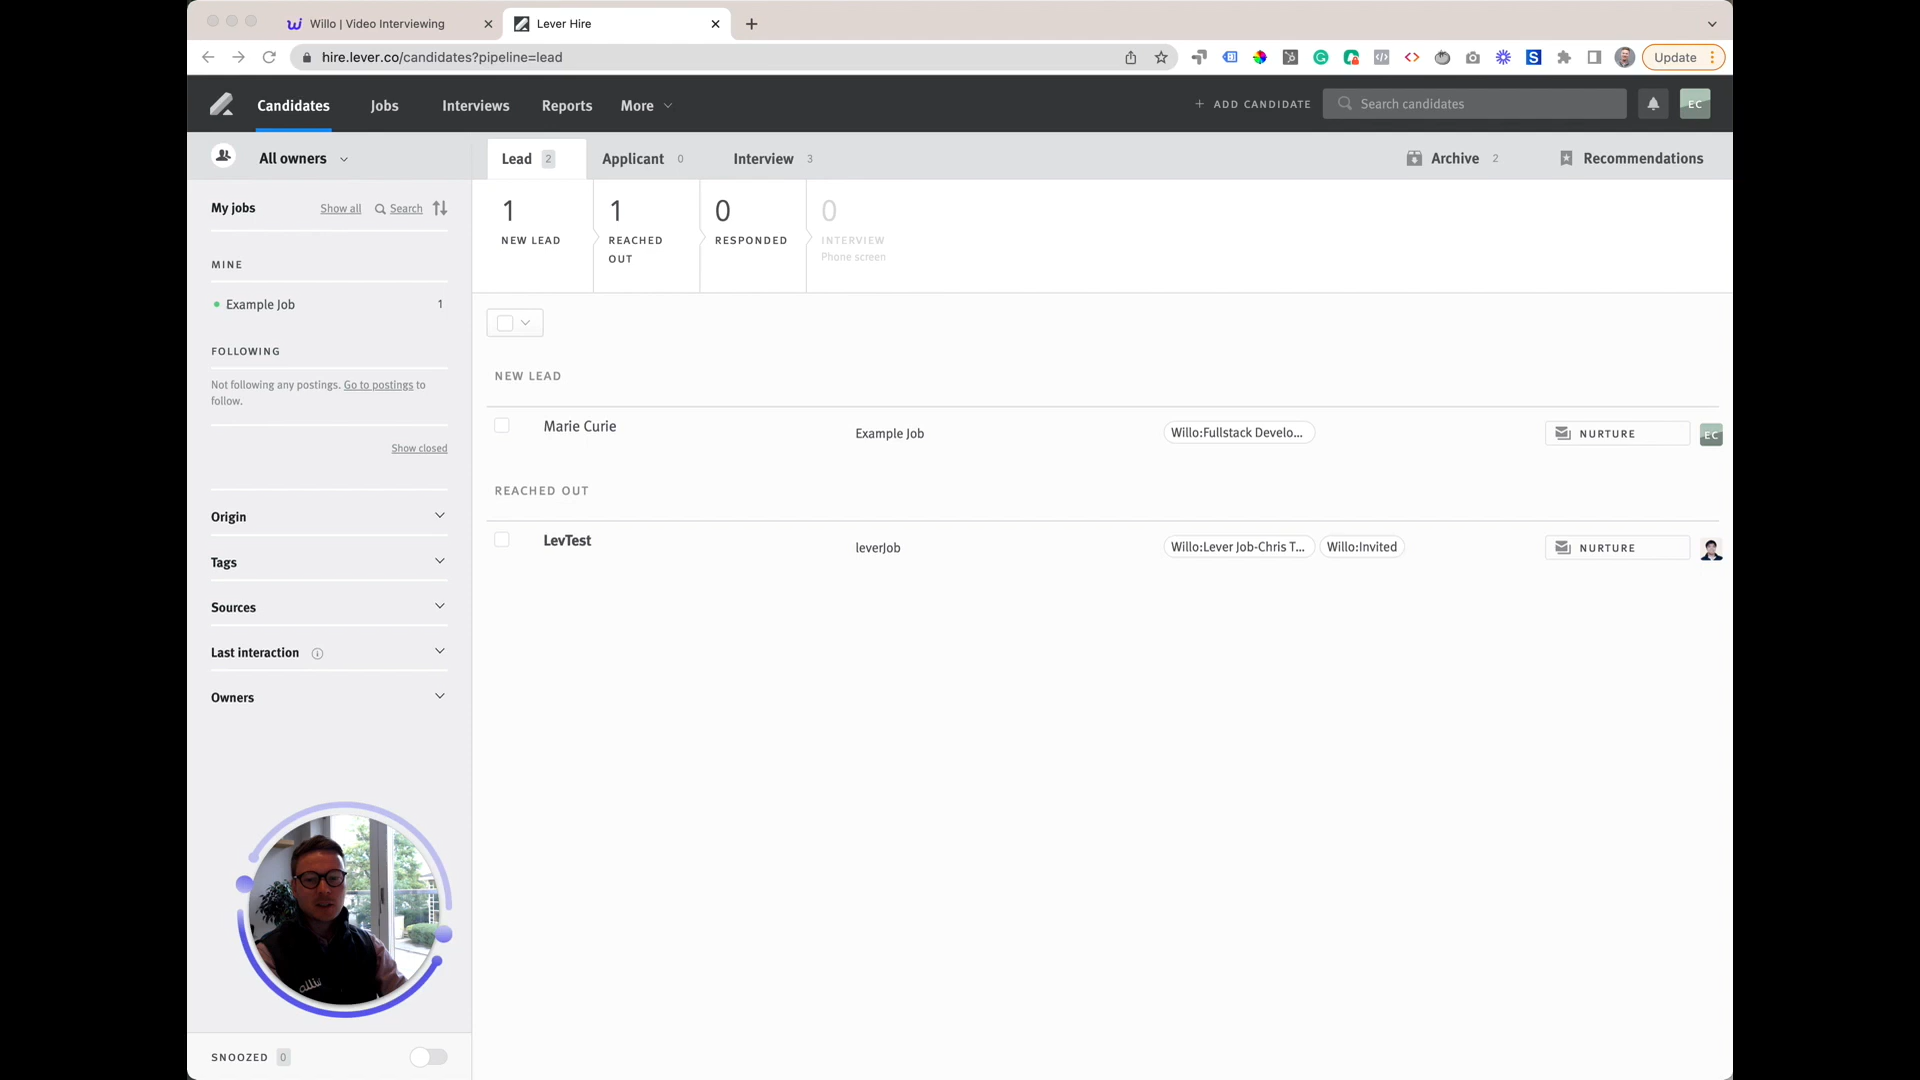 Willo | Video Interviewing
Lever Hire
hire.lever.co/candidates?pipeline=lead
Update
Candidates
Jobs
Interviews
Reports
More
+ ADD CANDIDATE
Search candidates
EC
All owners
Lead 2
Applicant 0
Interview 3
Archive 2
Recommendations
My jobs
Show all
Search
1
NEW LEAD
1
REACHED
OUT
0
RESPONDED
0
INTERVIEW
Phone screen
MINE
Example Job 1
FOLLOWING
Not following any postings. Go to postings to
follow.
Show closed
Origin
Tags
Sources
Last interaction
Owners
SNOOZED 0
NEW LEAD
Marie Curie
Example Job
Willo:Fullstack Develo...
NURTURE
EC
REACHED OUT
LevTest
leverJob
Willo:Lever Job-Chris T...
Willo:Invited
NURTURE